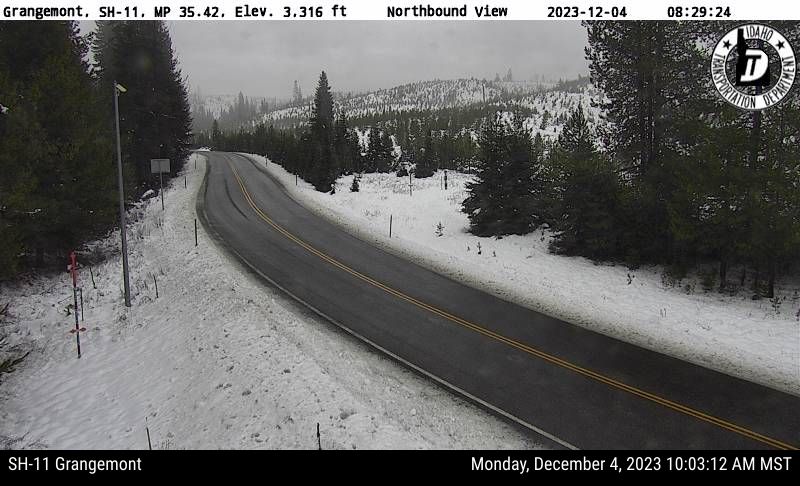 Grangemont, SH-11, MP 35.42, Elev. 3,316 ft Northbound View 2023-12-04 08:29:24
IDAHO TRANSPORTATION DEPARTMENT
SH-11 Grangemont Monday, December 4, 2023 10:03:12 AM MST